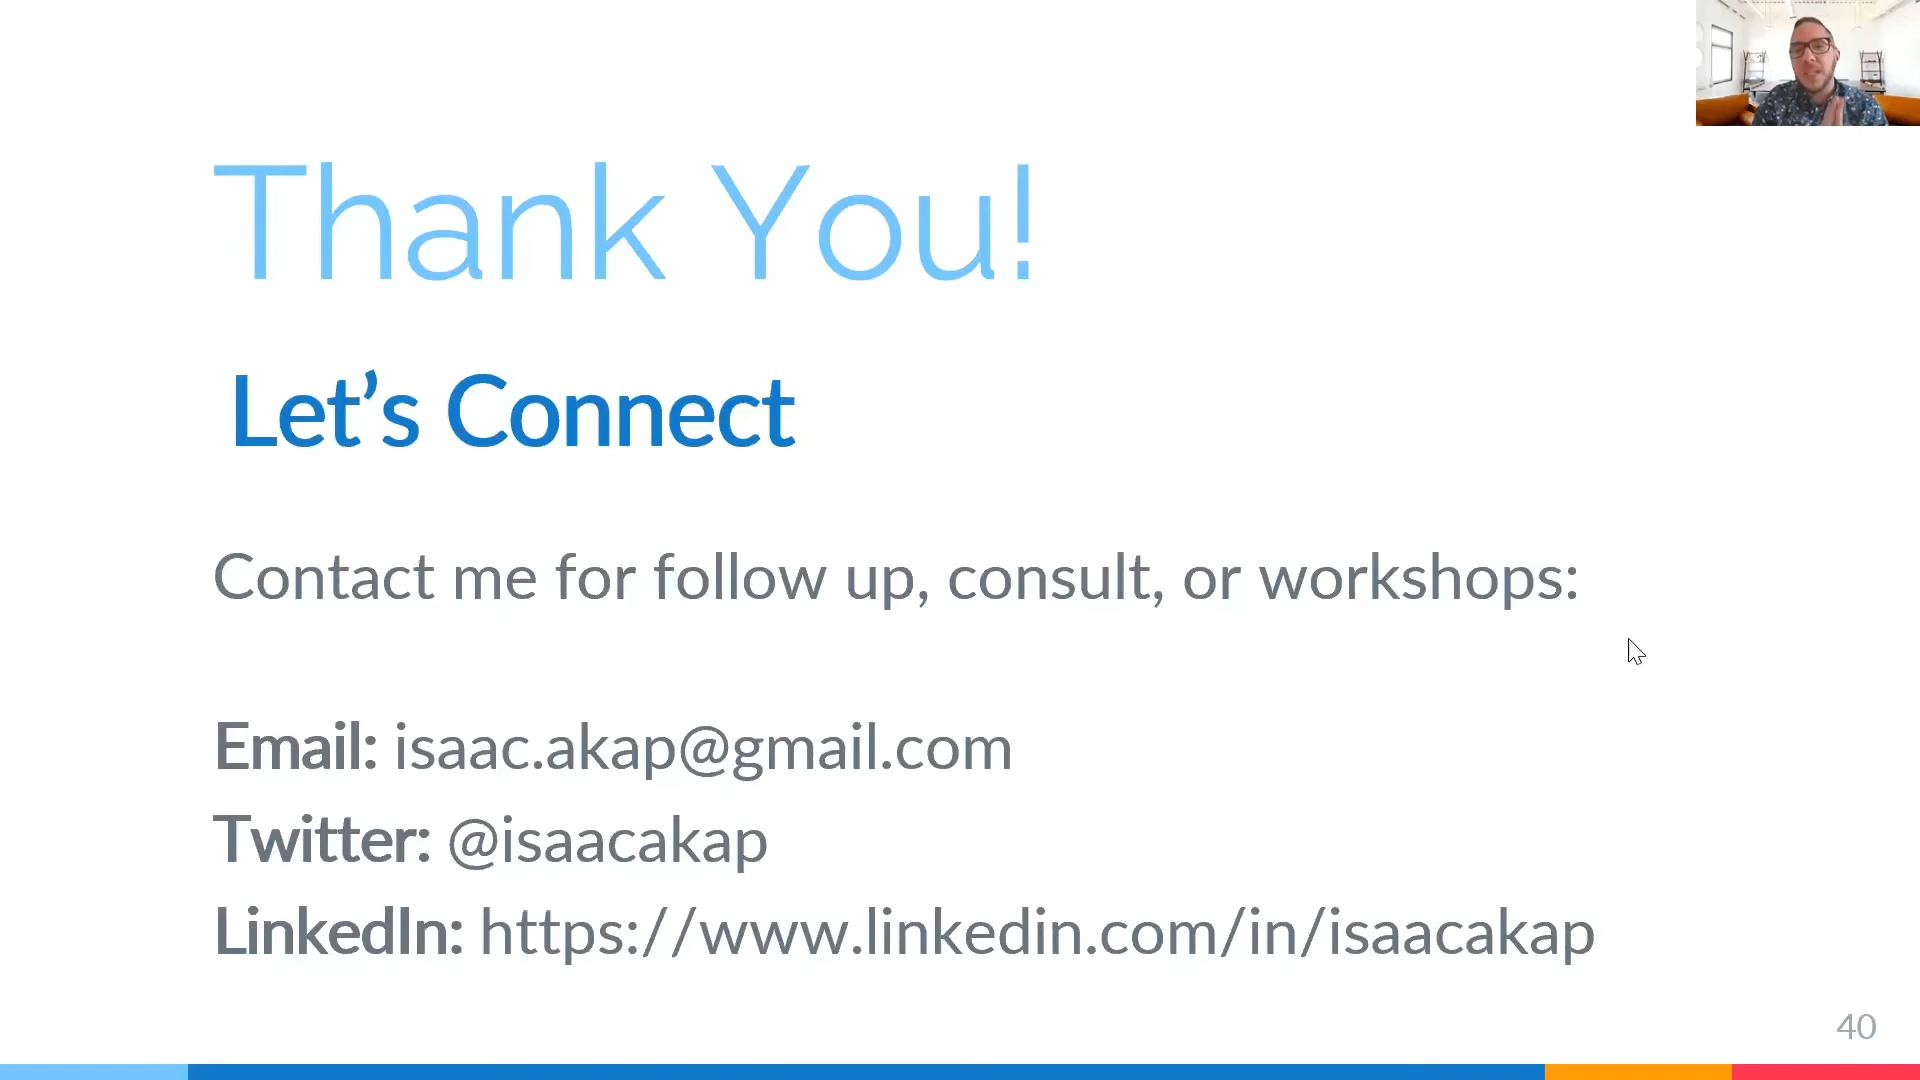 Thank You!
Let’s Connect
Contact me for follow up, consult, or workshops:
Email: isaac.akap@gmail.com
Twitter: @isaacakap
LinkedIn: https://www.linkedin.com/in/isaacakap
40